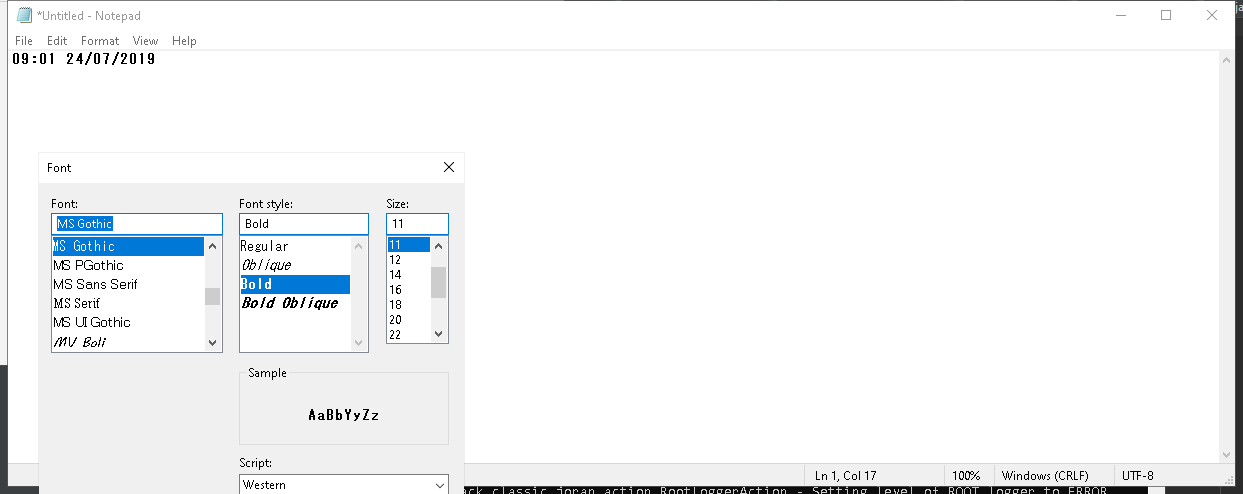 *Untitled - Notepad
File Edit Format View Help
09:01 24/07/2019
Font
Font: Font style: Size:
MS Gothic Bold 11
MS Gothic Regular 11
MS PGothic Oblique 12
MS Sans Serif Bold 14
MS Serif Bold Oblique 16
MS UI Gothic 18
MV Boli 20
22
Sample
AaBbYyZz
Script:
Western
Ln 1, Col 17 100% Windows (CRLF) UTF-8
ack classic joran action RootLoggerAction - Setting level of ROOT logger to ERROR